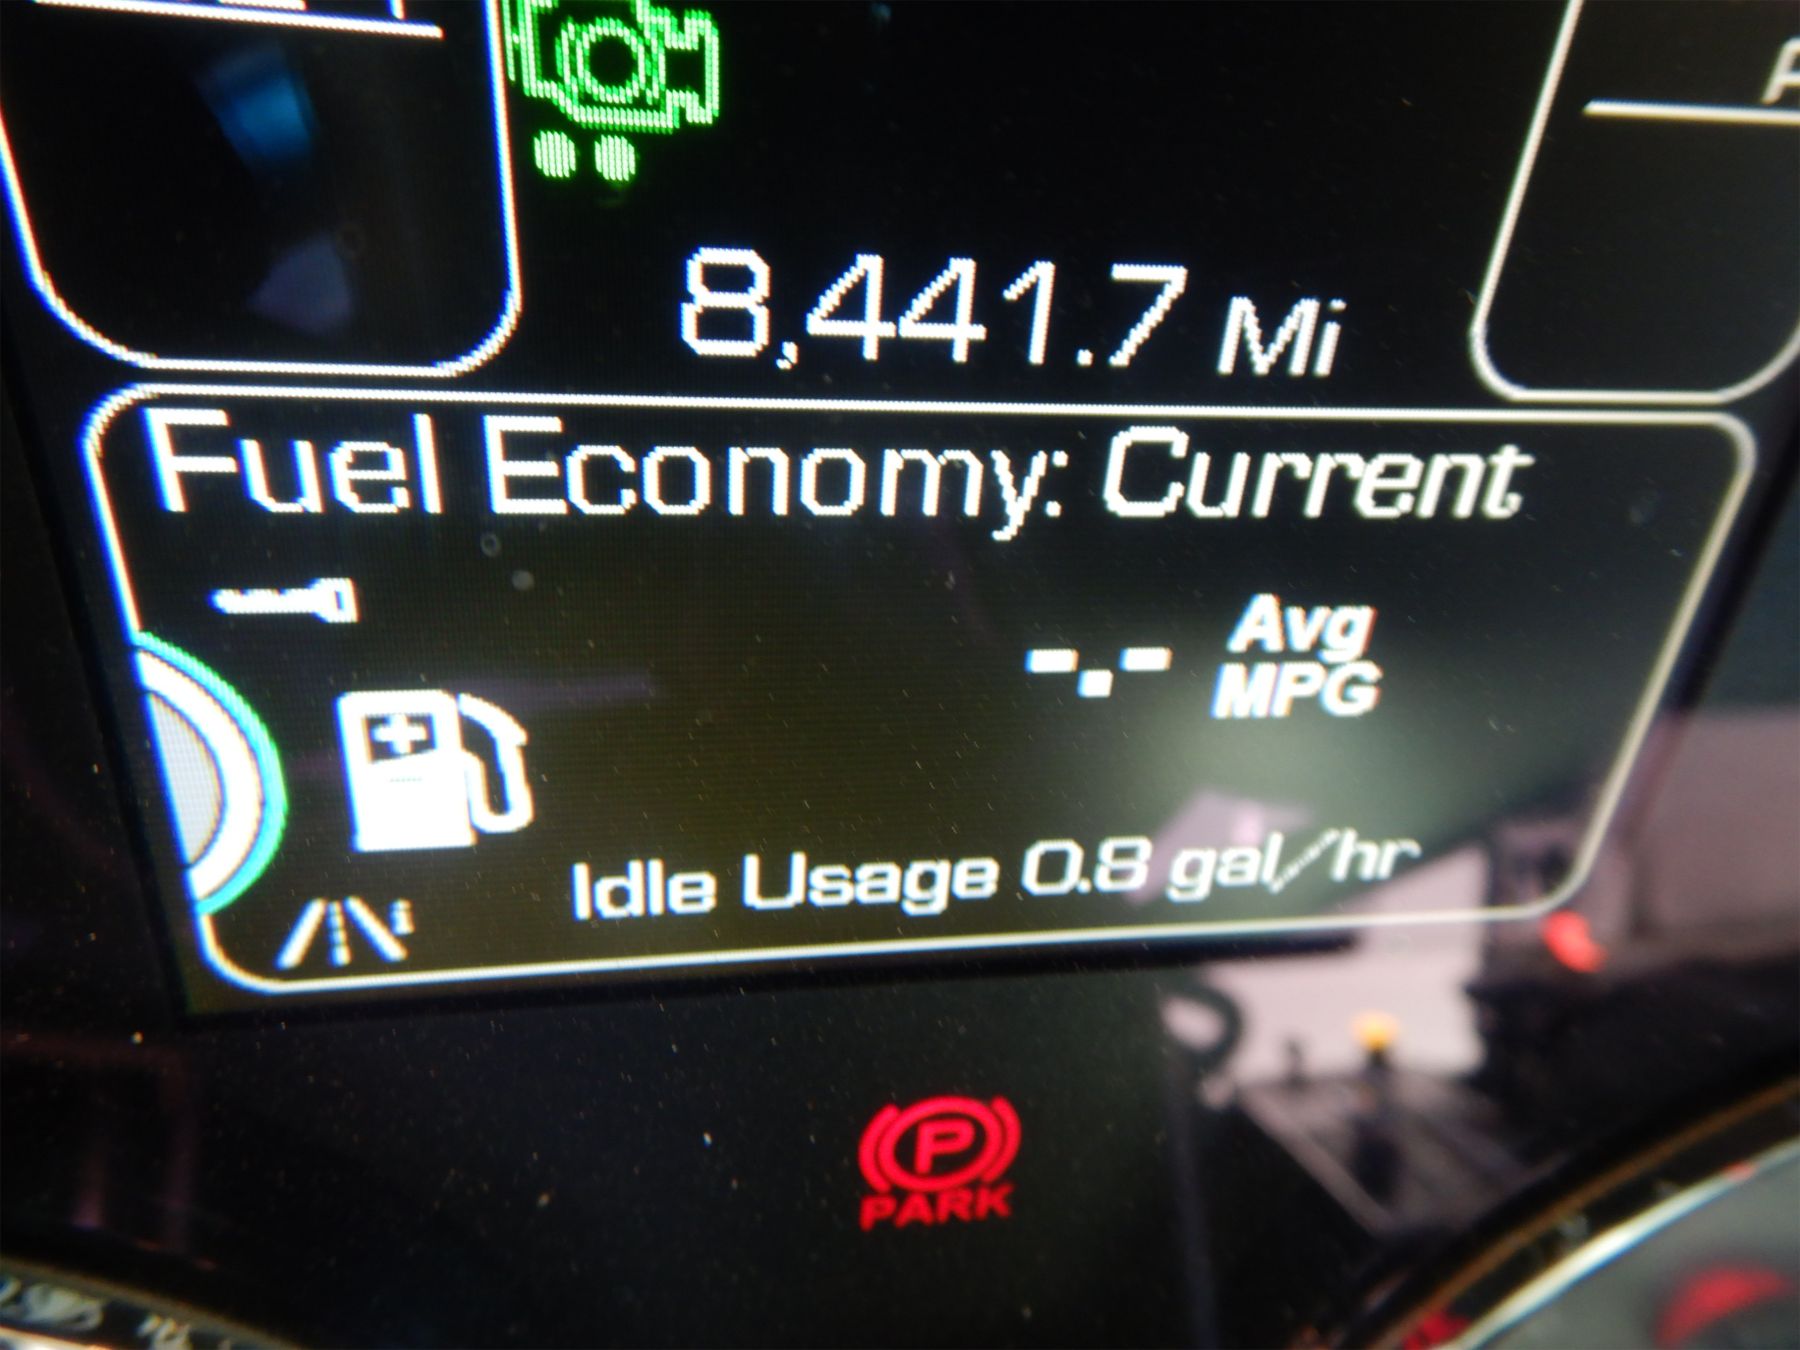 8,441.7 Mi
Fuel Economy: Current
-.- Avg
MPG
Idle Usage 0.8 gal/hr
P
PARK